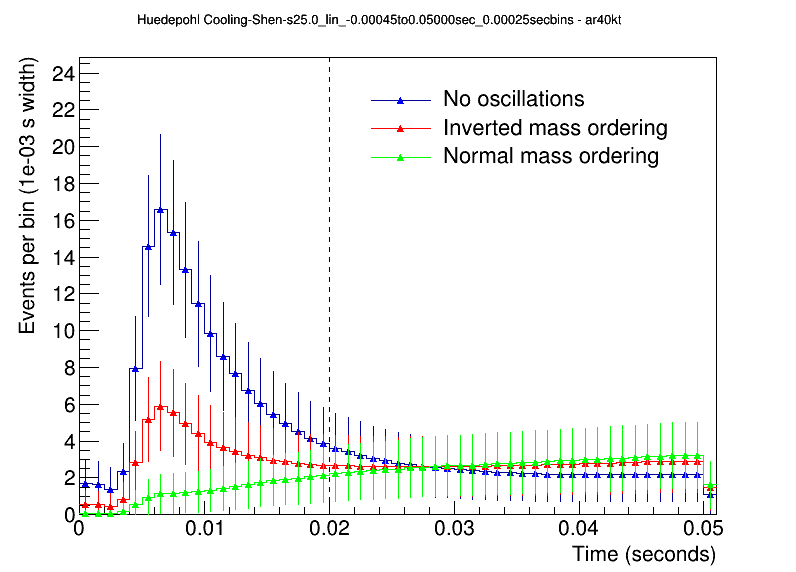 Huedepohl Cooling-Shen-s25.0_lin_-0.00045to0.05000sec_0.00025secbins - ar40kt
Events per bin (1e-03 s width)
24
22
20
18
16
14
12
10
8
6
4
2
0
No oscillations
Inverted mass ordering
Normal mass ordering
0 0.01 0.02 0.03 0.04 0.05
Time (seconds)